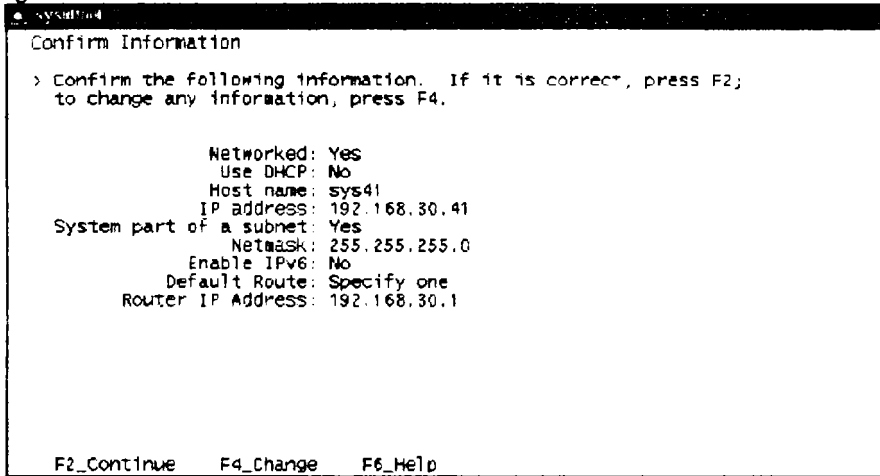 Confirm Information
> Confirm the following information. If it is correct, press F2;
to change any information, press F4.
Networked: Yes
Use DHCP: No
Host name: sys41
IP address: 192.168.30.41
System part of a subnet: Yes
Netmask: 255.255.255.0
Enable IPv6: No
Default Route: Specify one
Router IP Address: 192.168.30.1
F2_Continue F4_Change F6_Help